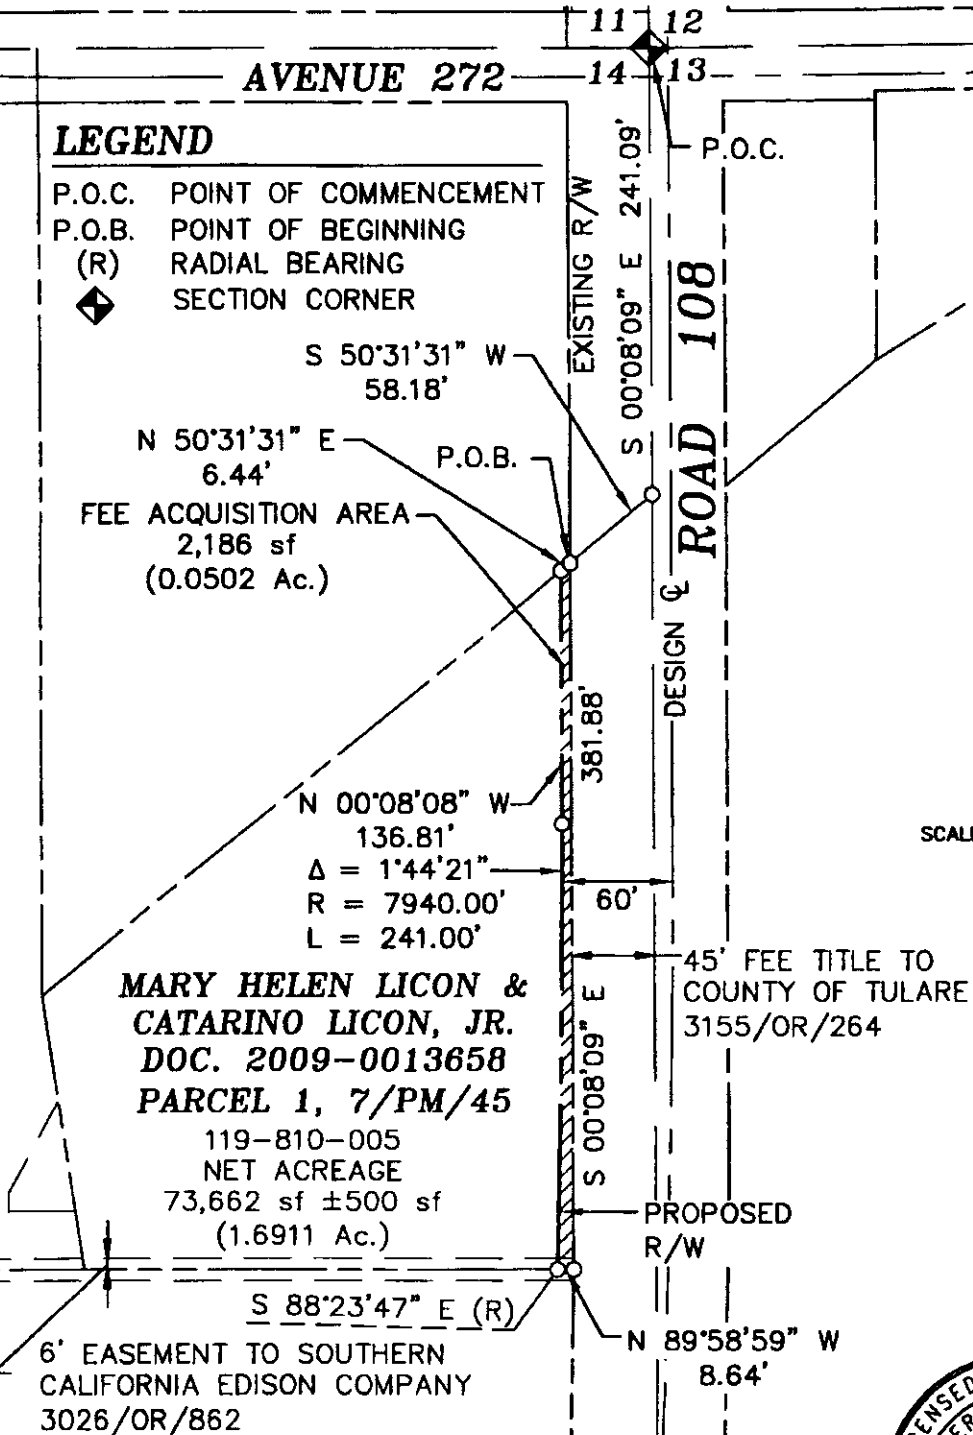 11 12
AVENUE 272
14 13
LEGEND
P.O.C. POINT OF COMMENCEMENT
P.O.B. POINT OF BEGINNING
(R) RADIAL BEARING
SECTION CORNER
P.O.C.
EXISTING R/W
S 00°08'09" E 241.09'
ROAD 108
S 50°31'31" W
58.18'
N 50°31'31" E
6.44'
P.O.B.
FEE ACQUISITION AREA
2,186 sf
(0.0502 Ac.)
DESIGN ℄
381.88'
N 00°08'08" W
136.81'
Δ = 1°44'21"
R = 7940.00'
L = 241.00'
SCALE
60'
45' FEE TITLE TO
COUNTY OF TULARE
3155/OR/264
MARY HELEN LICON &
CATARINO LICON, JR.
DOC. 2009-0013658
PARCEL 1, 7/PM/45
119-810-005
NET ACREAGE
73,662 sf ±500 sf
(1.6911 Ac.)
S 00°08'09" E
PROPOSED
R/W
S 88°23'47" E (R)
N 89°58'59" W
8.64'
6' EASEMENT TO SOUTHERN
CALIFORNIA EDISON COMPANY
3026/OR/862